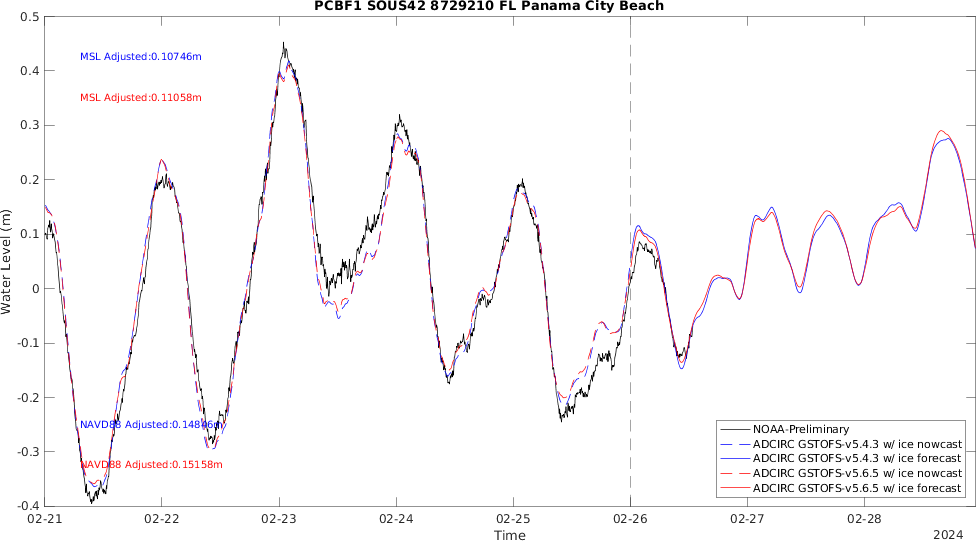 PCBF1 SOUS42 8729210 FL Panama City Beach
0.5
0.4
0.3
0.2
0.1
0
-0.1
-0.2
-0.3
-0.4
Water Level (m)
MSL Adjusted:0.10746m
MSL Adjusted:0.11058m
NAVD88 Adjusted:0.14846m
NAVD88 Adjusted:0.15158m
NOAA-Preliminary
ADCIRC GSTOFS-v5.4.3 w/ ice nowcast
ADCIRC GSTOFS-v5.4.3 w/ ice forecast
ADCIRC GSTOFS-v5.6.5 w/ ice nowcast
ADCIRC GSTOFS-v5.6.5 w/ ice forecast
02-21 02-22 02-23 02-24 02-25 02-26 02-27 02-28
Time
2024